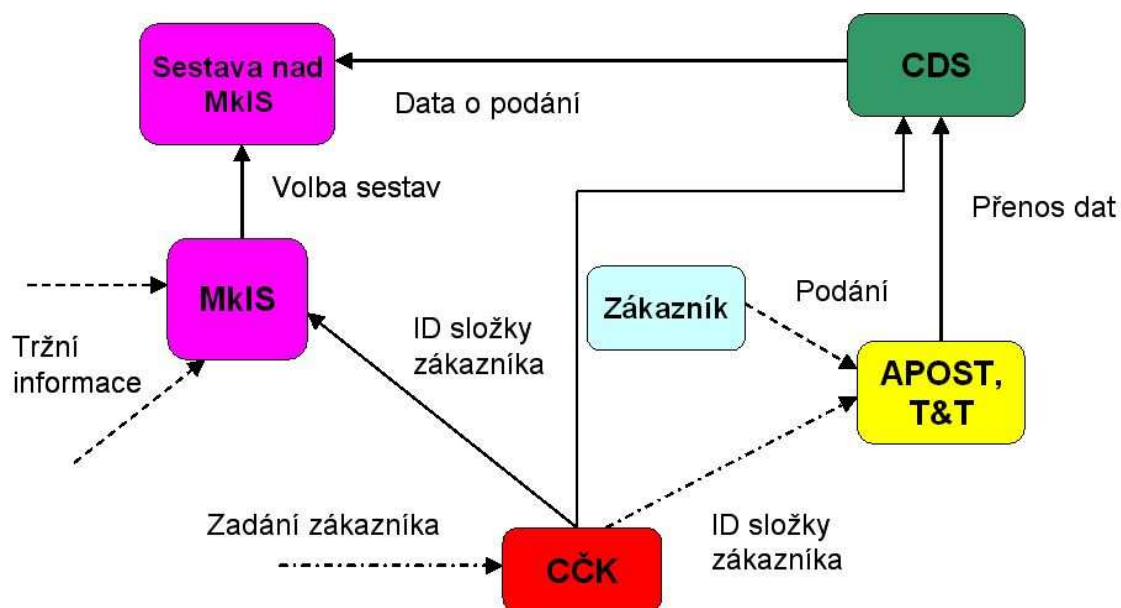 Sestava nad
MkIS
CDS
Data o podání
Volba sestav
Přenos dat
MkIS
Zákazník
Podání
ID složky
zákazníka
Tržní
informace
APOST,
T&T
Zadání zákazníka
CČK
ID složky
zákazníka